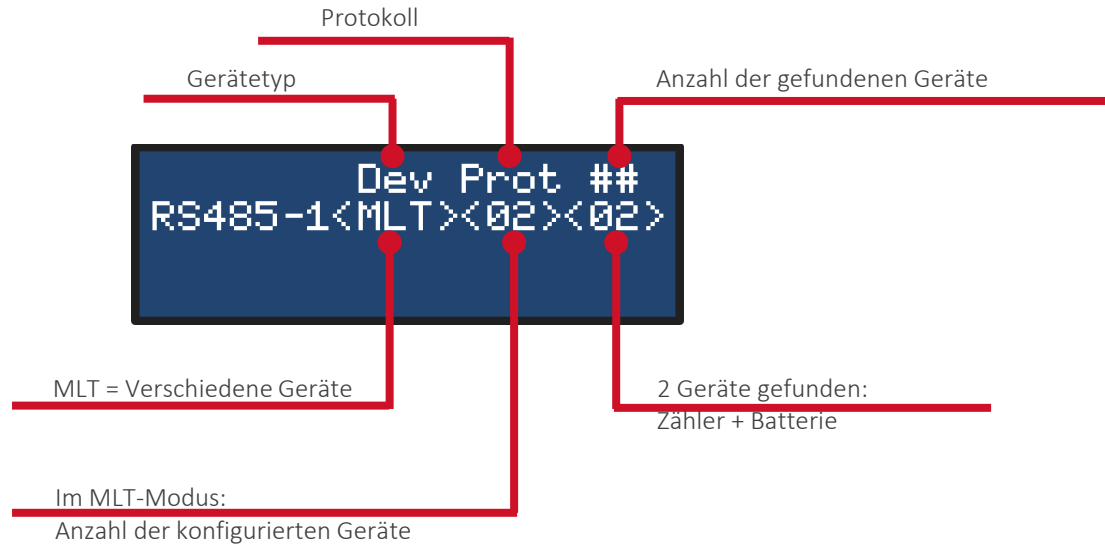 Protokoll
Gerätetyp
Anzahl der gefundenen Geräte
Dev Prot ##
RS485-1<MLT><02><02>
MLT = Verschiedene Geräte
2 Geräte gefunden:
Zähler + Batterie
Im MLT-Modus:
Anzahl der konfigurierten Geräte